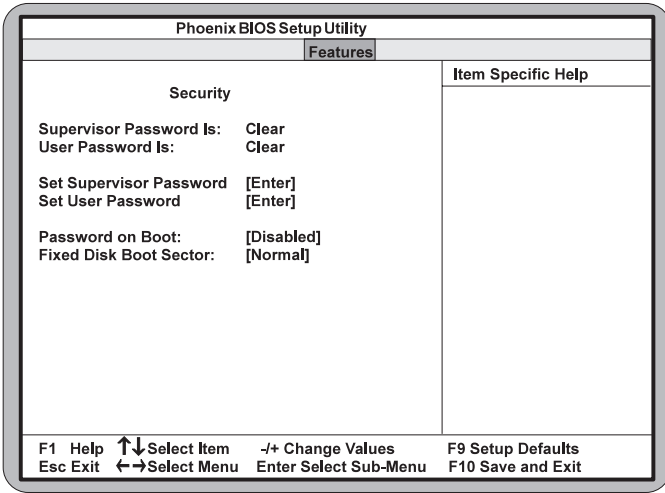 Phoenix BIOS Setup Utility
Features
Item Specific Help
Security
Supervisor Password Is: Clear
User Password Is: Clear
Set Supervisor Password [Enter]
Set User Password [Enter]
Password on Boot: [Disabled]
Fixed Disk Boot Sector: [Normal]
F1 Help ↑↓Select Item -/+ Change Values F9 Setup Defaults
Esc Exit ←→Select Menu Enter Select Sub-Menu F10 Save and Exit